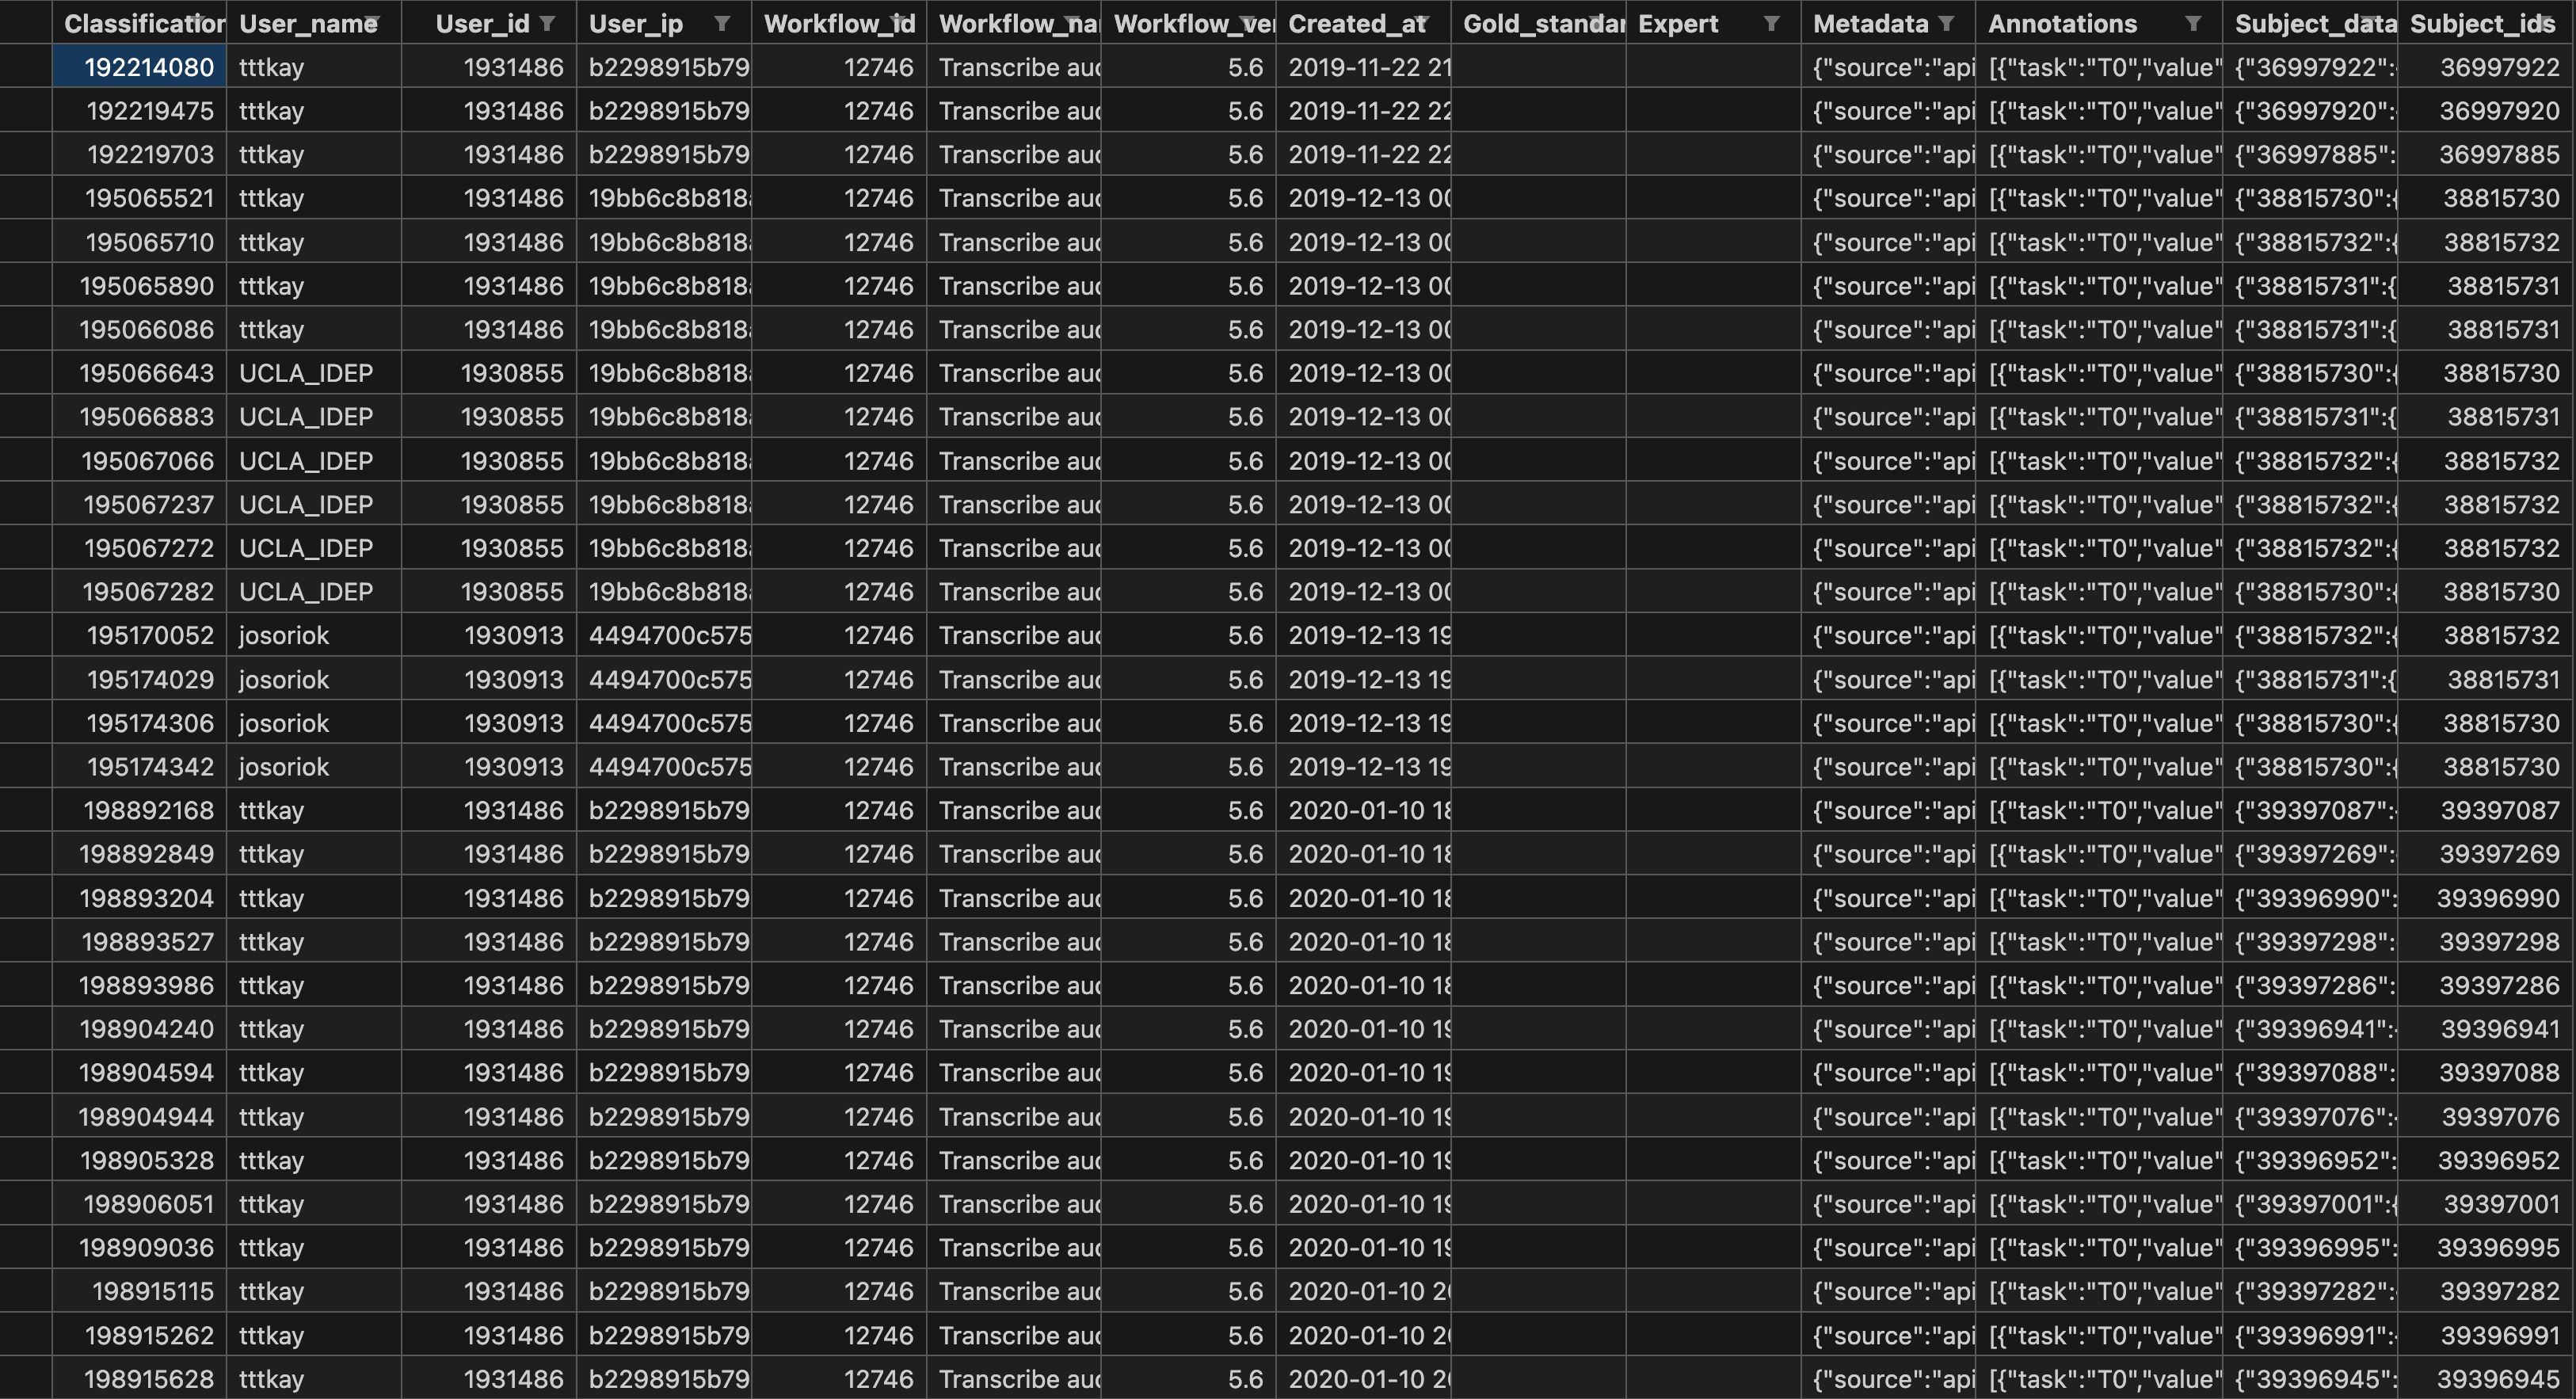 Classification User_name User_id User_ip Workflow_id Workflow_na Workflow_ver Created_at Gold_standar Expert Metadata Annotations Subject_data Subject_ids
192214080 tttkay 1931486 b2298915b79 12746 Transcribe auc 5.6 2019-11-22 21 {"source":"api [{"task":"T0","value" {"36997922": 36997922
192219475 tttkay 1931486 b2298915b79 12746 Transcribe auc 5.6 2019-11-22 22 {"source":"api [{"task":"T0","value" {"36997920": 36997920
192219703 tttkay 1931486 b2298915b79 12746 Transcribe auc 5.6 2019-11-22 22 {"source":"api [{"task":"T0","value" {"36997885": 36997885
195065521 tttkay 1931486 19bb6c8b818a 12746 Transcribe auc 5.6 2019-12-13 00 {"source":"api [{"task":"T0","value" {"38815730":{ 38815730
195065710 tttkay 1931486 19bb6c8b818a 12746 Transcribe auc 5.6 2019-12-13 00 {"source":"api [{"task":"T0","value" {"38815732":{ 38815732
195065890 tttkay 1931486 19bb6c8b818a 12746 Transcribe auc 5.6 2019-12-13 00 {"source":"api [{"task":"T0","value" {"38815731":{ 38815731
195066086 tttkay 1931486 19bb6c8b818a 12746 Transcribe auc 5.6 2019-12-13 00 {"source":"api [{"task":"T0","value" {"38815731":{ 38815731
195066643 UCLA_IDEP 1930855 19bb6c8b818a 12746 Transcribe auc 5.6 2019-12-13 00 {"source":"api [{"task":"T0","value" {"38815730":{ 38815730
195066883 UCLA_IDEP 1930855 19bb6c8b818a 12746 Transcribe auc 5.6 2019-12-13 00 {"source":"api [{"task":"T0","value" {"38815731":{ 38815731
195067066 UCLA_IDEP 1930855 19bb6c8b818a 12746 Transcribe auc 5.6 2019-12-13 00 {"source":"api [{"task":"T0","value" {"38815732":{ 38815732
195067237 UCLA_IDEP 1930855 19bb6c8b818a 12746 Transcribe auc 5.6 2019-12-13 00 {"source":"api [{"task":"T0","value" {"38815732":{ 38815732
195067272 UCLA_IDEP 1930855 19bb6c8b818a 12746 Transcribe auc 5.6 2019-12-13 00 {"source":"api [{"task":"T0","value" {"38815732":{ 38815732
195067282 UCLA_IDEP 1930855 19bb6c8b818a 12746 Transcribe auc 5.6 2019-12-13 00 {"source":"api [{"task":"T0","value" {"38815730":{ 38815730
195170052 josoriok 1930913 4494700c575 12746 Transcribe auc 5.6 2019-12-13 19 {"source":"api [{"task":"T0","value" {"38815732":{ 38815732
195174029 josoriok 1930913 4494700c575 12746 Transcribe auc 5.6 2019-12-13 19 {"source":"api [{"task":"T0","value" {"38815731":{ 38815731
195174306 josoriok 1930913 4494700c575 12746 Transcribe auc 5.6 2019-12-13 19 {"source":"api [{"task":"T0","value" {"38815730":{ 38815730
195174342 josoriok 1930913 4494700c575 12746 Transcribe auc 5.6 2019-12-13 19 {"source":"api [{"task":"T0","value" {"38815730":{ 38815730
198892168 tttkay 1931486 b2298915b79 12746 Transcribe auc 5.6 2020-01-10 18 {"source":"api [{"task":"T0","value" {"39397087": 39397087
198892849 tttkay 1931486 b2298915b79 12746 Transcribe auc 5.6 2020-01-10 18 {"source":"api [{"task":"T0","value" {"39397269": 39397269
198893204 tttkay 1931486 b2298915b79 12746 Transcribe auc 5.6 2020-01-10 18 {"source":"api [{"task":"T0","value" {"39396990": 39396990
198893527 tttkay 1931486 b2298915b79 12746 Transcribe auc 5.6 2020-01-10 18 {"source":"api [{"task":"T0","value" {"39397298": 39397298
198893986 tttkay 1931486 b2298915b79 12746 Transcribe auc 5.6 2020-01-10 18 {"source":"api [{"task":"T0","value" {"39397286": 39397286
198904240 tttkay 1931486 b2298915b79 12746 Transcribe auc 5.6 2020-01-10 19 {"source":"api [{"task":"T0","value" {"39396941": 39396941
198904594 tttkay 1931486 b2298915b79 12746 Transcribe auc 5.6 2020-01-10 19 {"source":"api [{"task":"T0","value" {"39397088": 39397088
198904944 tttkay 1931486 b2298915b79 12746 Transcribe auc 5.6 2020-01-10 19 {"source":"api [{"task":"T0","value" {"39397076": 39397076
198905328 tttkay 1931486 b2298915b79 12746 Transcribe auc 5.6 2020-01-10 19 {"source":"api [{"task":"T0","value" {"39396952": 39396952
198906051 tttkay 1931486 b2298915b79 12746 Transcribe auc 5.6 2020-01-10 19 {"source":"api [{"task":"T0","value" {"39397001":{ 39397001
198909036 tttkay 1931486 b2298915b79 12746 Transcribe auc 5.6 2020-01-10 19 {"source":"api [{"task":"T0","value" {"39396995": 39396995
198915115 tttkay 1931486 b2298915b79 12746 Transcribe auc 5.6 2020-01-10 20 {"source":"api [{"task":"T0","value" {"39397282": 39397282
198915262 tttkay 1931486 b2298915b79 12746 Transcribe auc 5.6 2020-01-10 20 {"source":"api [{"task":"T0","value" {"39396991": 39396991
198915628 tttkay 1931486 b2298915b79 12746 Transcribe auc 5.6 2020-01-10 20 {"source":"api [{"task":"T0","value" {"39396945": 39396945